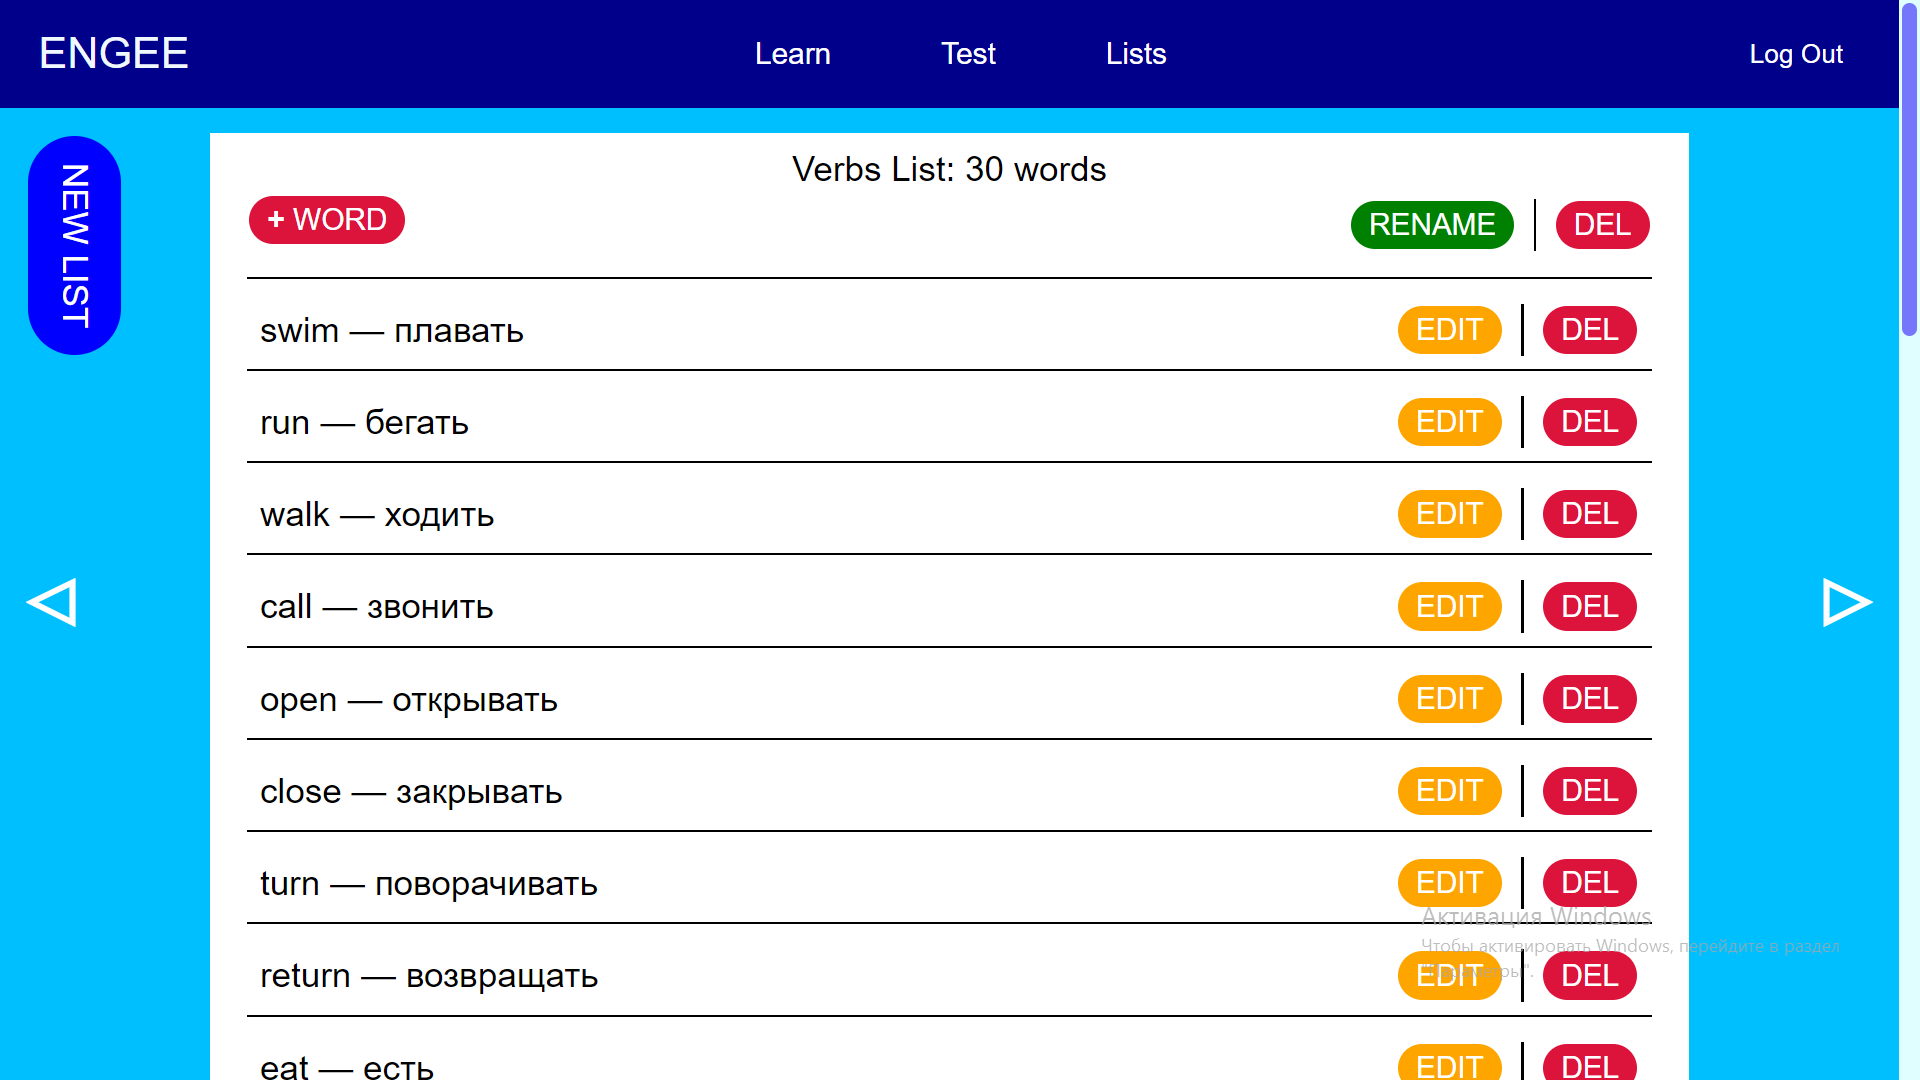 ENGEE Learn Test Lists Log Out
NEW LIST
Verbs List: 30 words
+ WORD RENAME DEL
swim — плавать EDIT DEL
run — бегать EDIT DEL
walk — ходить EDIT DEL
call — звонить EDIT DEL
open — открывать EDIT DEL
close — закрывать EDIT DEL
turn — поворачивать EDIT DEL
Активация Windows
Чтобы активировать Windows, перейдите в раздел
"Параметры".
return — возвращать EDIT DEL
eat — есть EDIT DEL